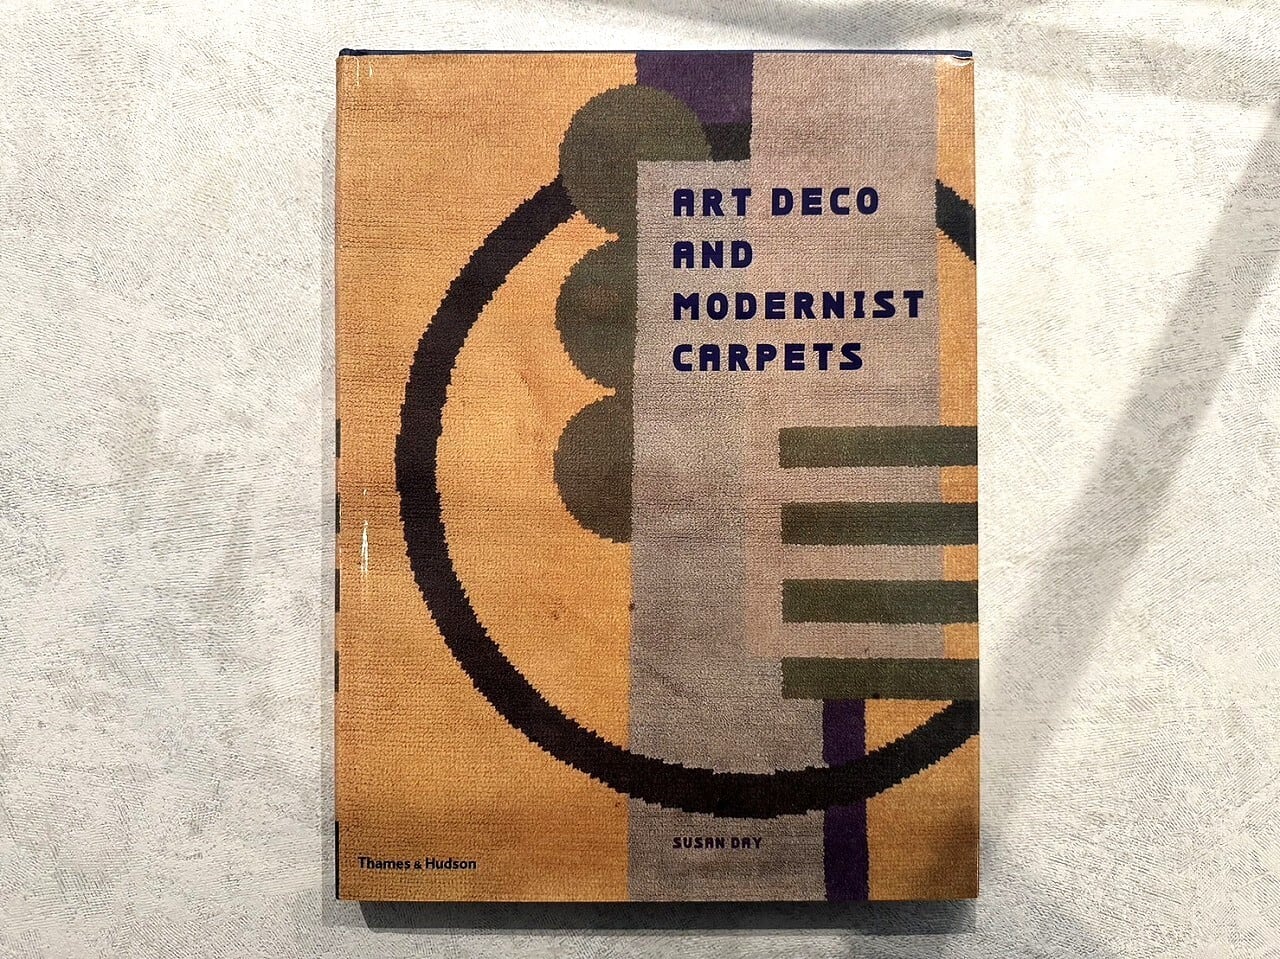 ART DECO
AND
MODERNIST
CARPETS
SUSAN DAY
Thames & Hudson